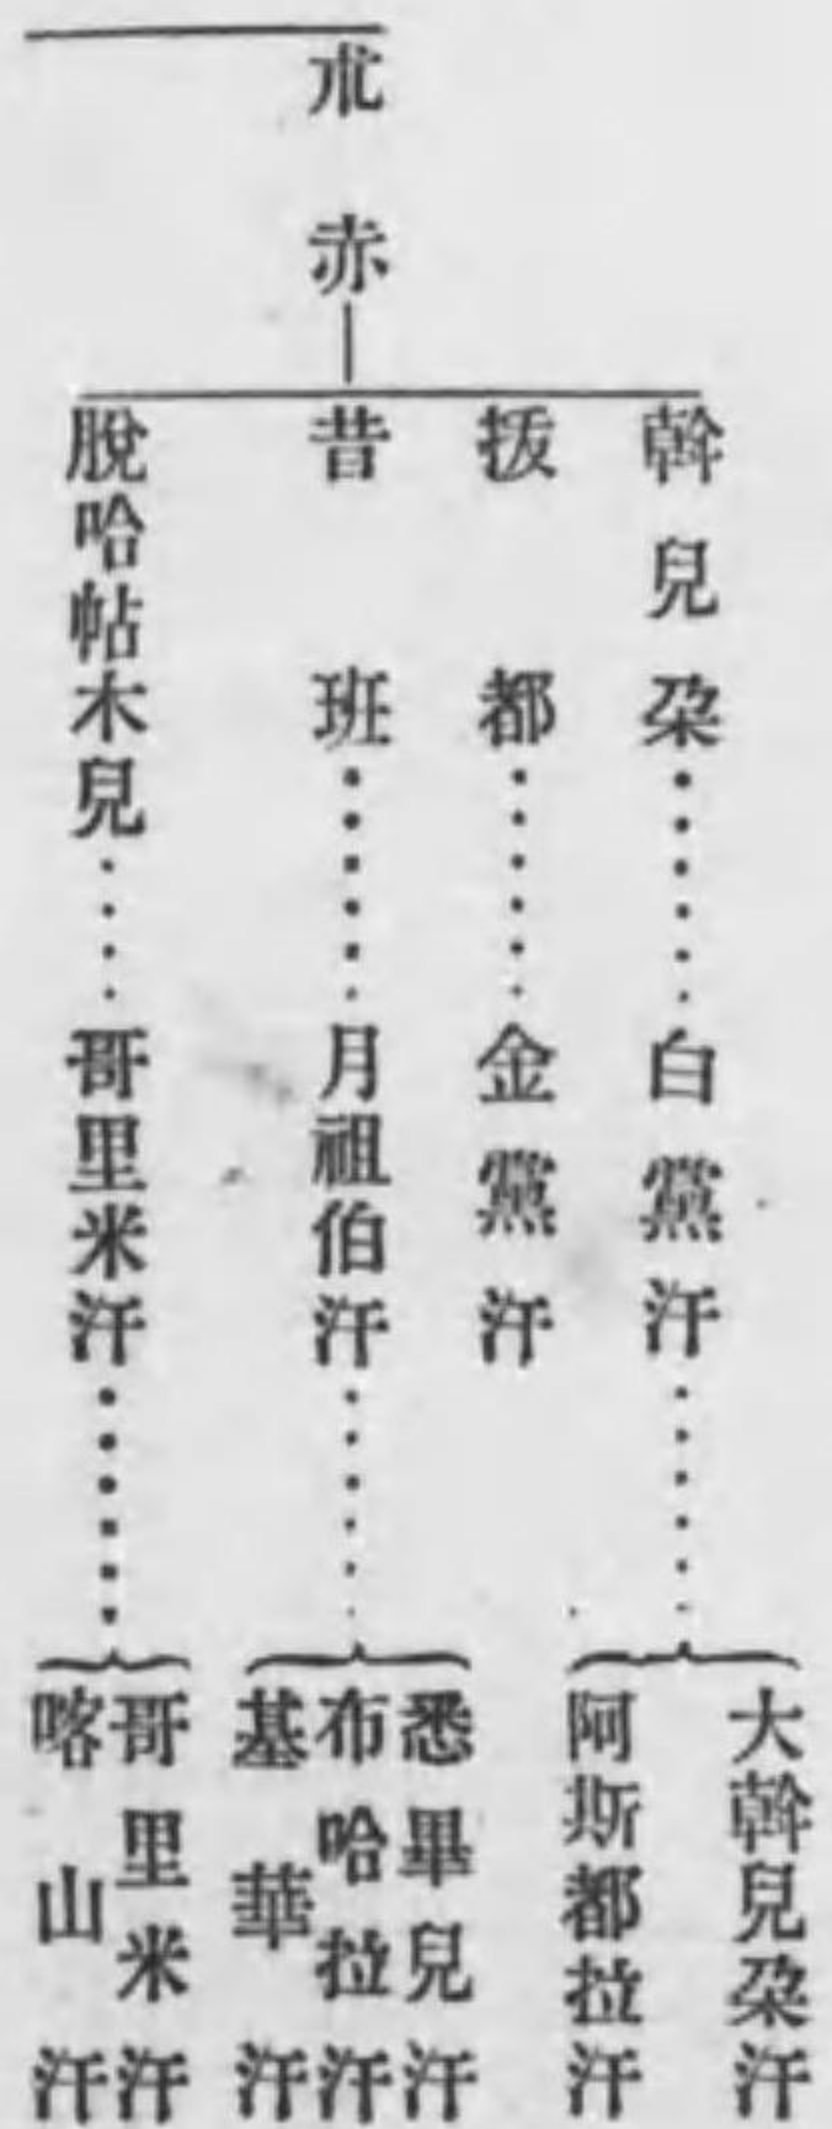 朮赤
斡兒朶……白黨汗……
大斡兒朶汗
阿斯都拉汗
拔都……金黨汗
昔班……月祖伯汗……
悉畢兒汗
布哈拉汗
基華汗
脫哈帖木兒……哥里米汗……
哥里米汗
喀山汗